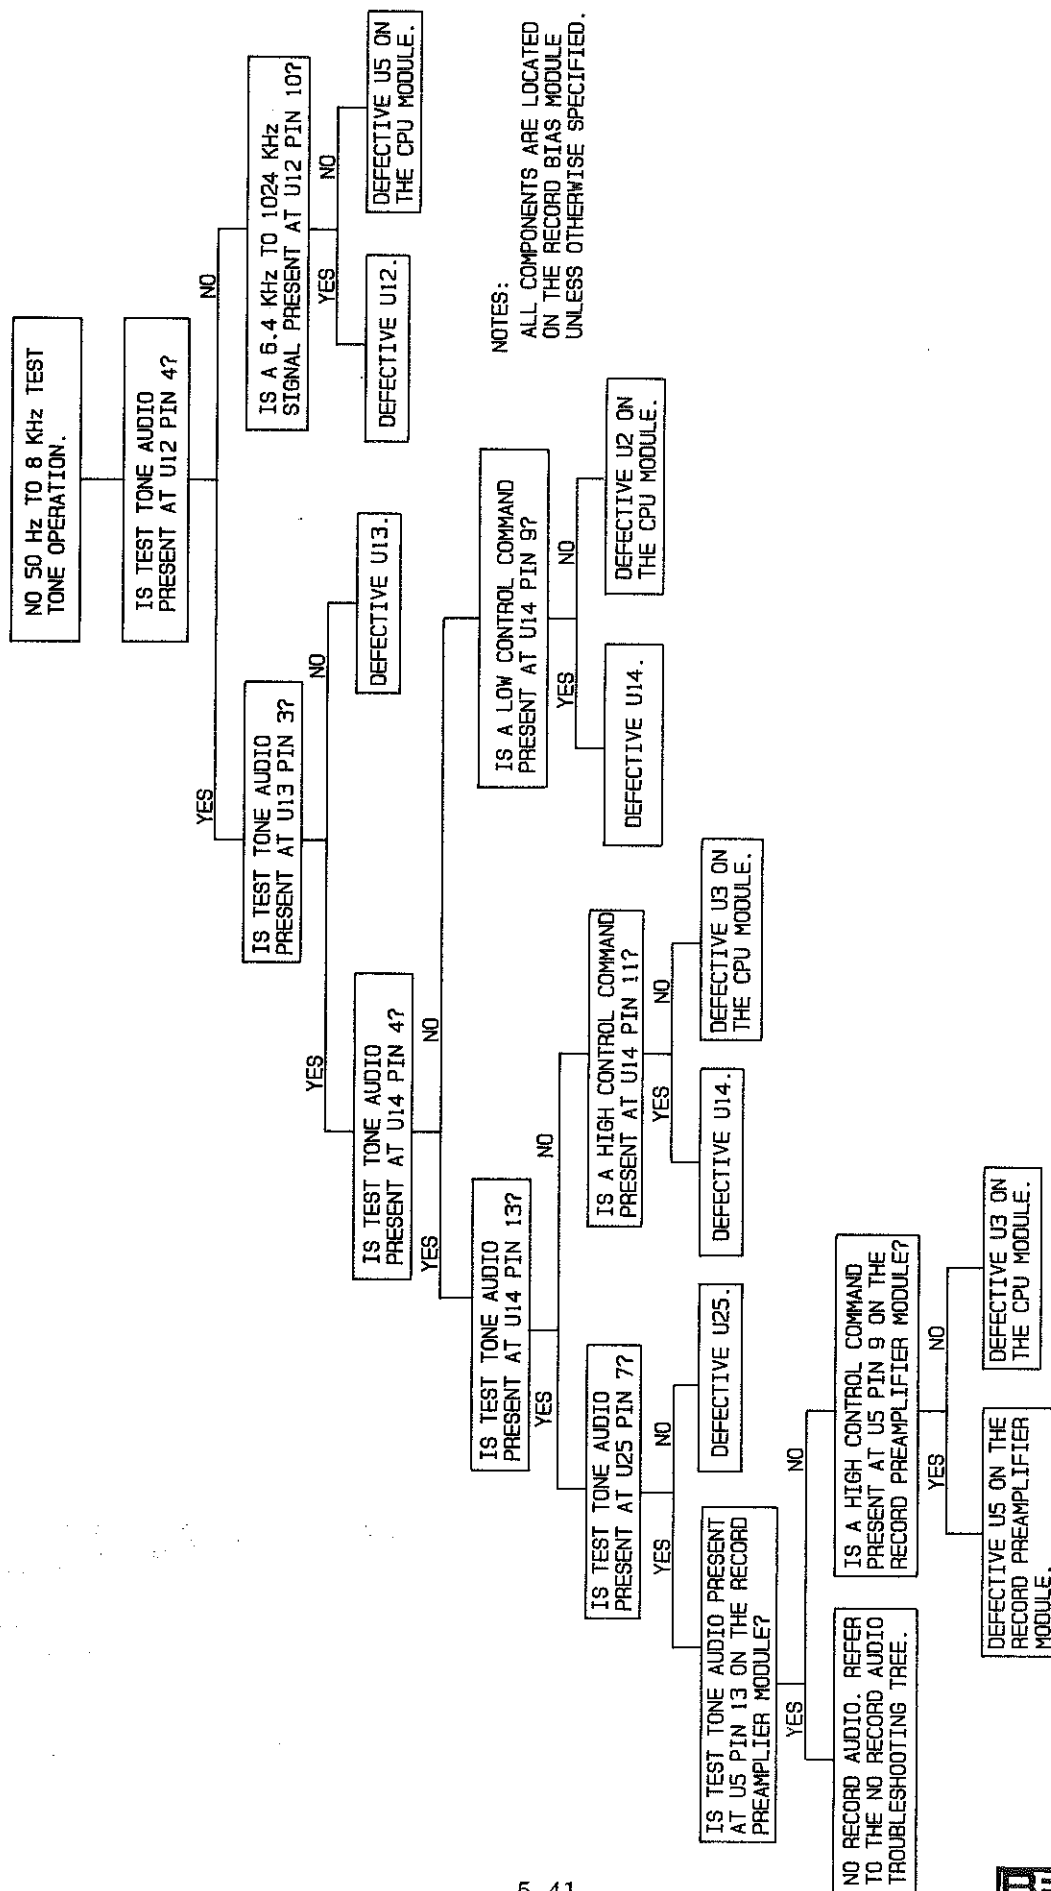 NO 50 Hz TO 8 KHz TEST
TONE OPERATION.
IS TEST TONE AUDIO
PRESENT AT U12 PIN 4?
YES
NO
IS TEST TONE AUDIO
PRESENT AT U13 PIN 3?
IS A 6.4 KHz TO 1024 KHz
SIGNAL PRESENT AT U12 PIN 10?
YES
NO
YES
NO
IS TEST TONE AUDIO
PRESENT AT U14 PIN 4?
DEFECTIVE U13.
DEFECTIVE U12.
DEFECTIVE U5 ON
THE CPU MODULE.
YES
NO
IS TEST TONE AUDIO
PRESENT AT U14 PIN 13?
IS A LOW CONTROL COMMAND
PRESENT AT U14 PIN 9?
NOTES:
ALL COMPONENTS ARE LOCATED
ON THE RECORD BIAS MODULE
UNLESS OTHERWISE SPECIFIED.
YES
NO
YES
NO
IS TEST TONE AUDIO
PRESENT AT U25 PIN 7?
IS A HIGH CONTROL COMMAND
PRESENT AT U14 PIN 11?
DEFECTIVE U14.
DEFECTIVE U2 ON
THE CPU MODULE.
YES
NO
YES
NO
IS TEST TONE AUDIO PRESENT
AT U5 PIN 13 ON THE RECORD
PREAMPLIER MODULE?
DEFECTIVE U25.
DEFECTIVE U14.
DEFECTIVE U3 ON
THE CPU MODULE.
YES
NO
NO RECORD AUDIO. REFER
TO THE NO RECORD AUDIO
TROUBLESHOOTING TREE.
IS A HIGH CONTROL COMMAND
PRESENT AT U5 PIN 9 ON THE
RECORD PREAMPLIFIER MODULE?
YES
NO
DEFECTIVE U5 ON THE
RECORD PREAMPLIFIER
MODULE.
DEFECTIVE U3 ON
THE CPU MODULE.